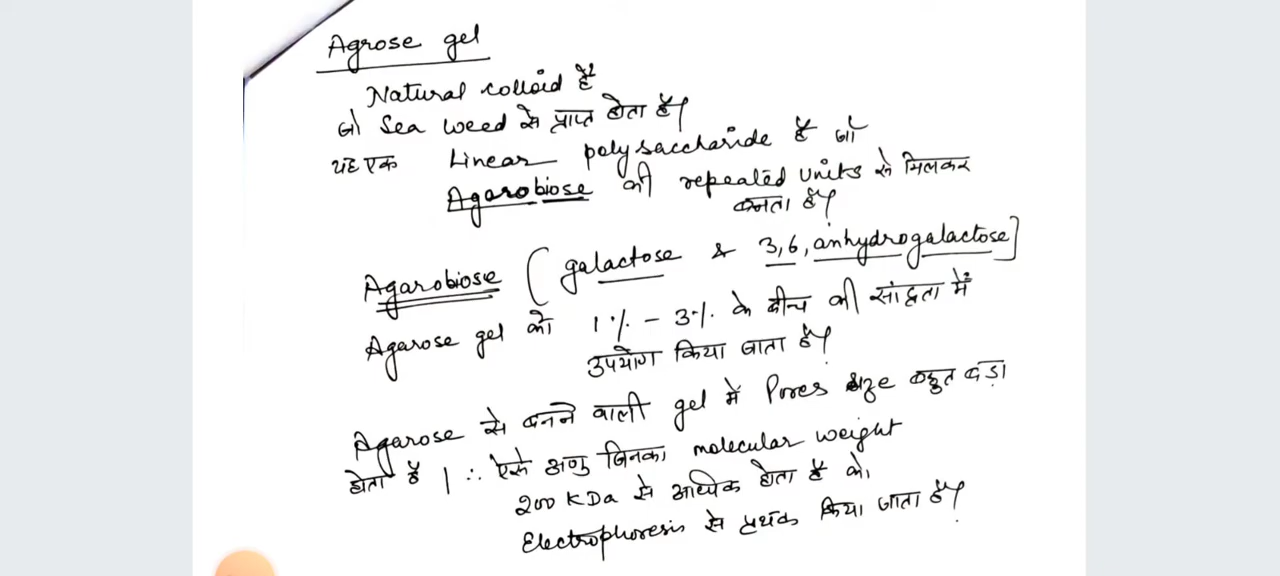 Agrose gel
Natural colloid है
जो Sea weed से प्राप्त होता है।
यह एक Linear polysaccharide है जो
Agarobiose की repeated units से मिलकर
बनता है।
Agarobiose (galactose & 3,6, anhydrogalactose]
Agarose gel को 1% - 3% के बीच की सांद्रता में
उपयोग किया जाता है।
Agarose से बनने वाली gel में Pores size बहुत बड़ा
होता है | ∴ ऐसे अणु जिनका molecular weight
200 KDa से अधिक होता है को
Electrophoresis से प्रथक किया जाता है।